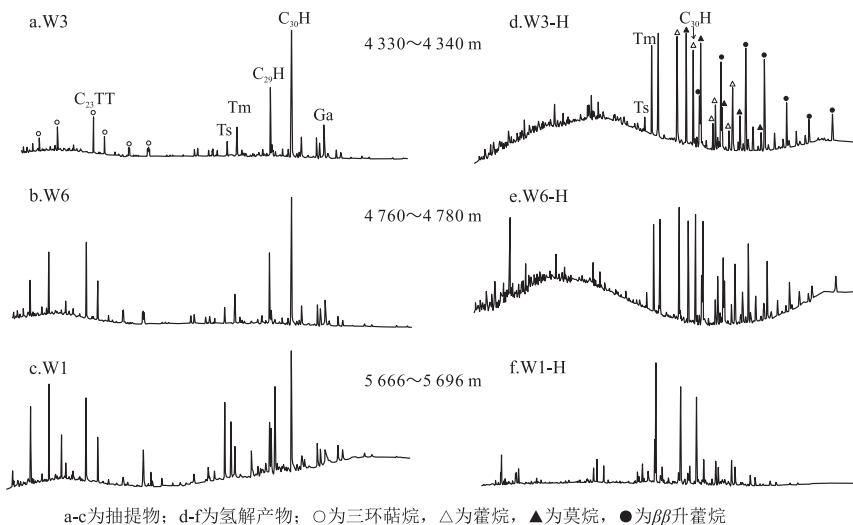 a.W3
C₂₃TT
Ts
Tm
C₂₉H
C₃₀H
Ga
4 330～4 340 m
d.W3-H
Ts
Tm
C₃₀H
b.W6
4 760～4 780 m
e.W6-H
c.W1
5 666～5 696 m
f.W1-H
a-c为抽提物；d-f为氢解产物；○为三环萜烷，△为藿烷，▲为莫烷，●为ββ升藿烷